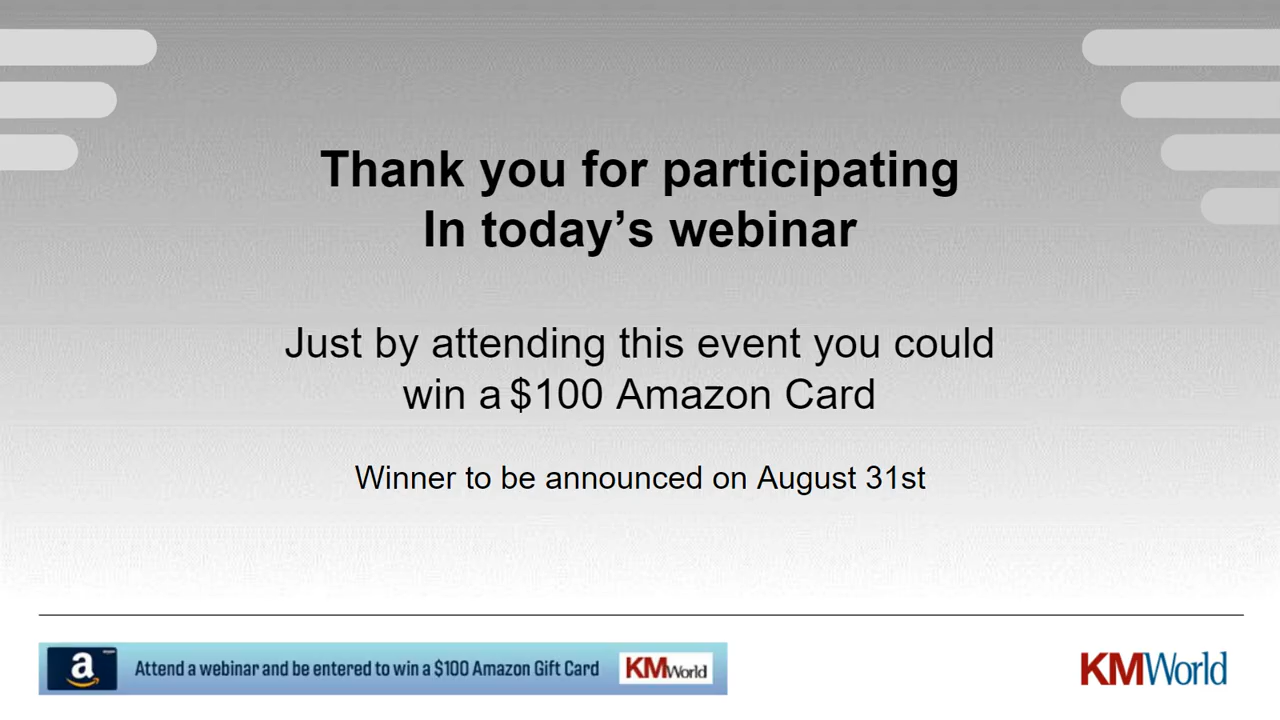 Thank you for participating
In today’s webinar
Just by attending this event you could
win a $100 Amazon Card
Winner to be announced on August 31st
a Attend a webinar and be entered to win a $100 Amazon Gift Card KMWorld
KMWorld